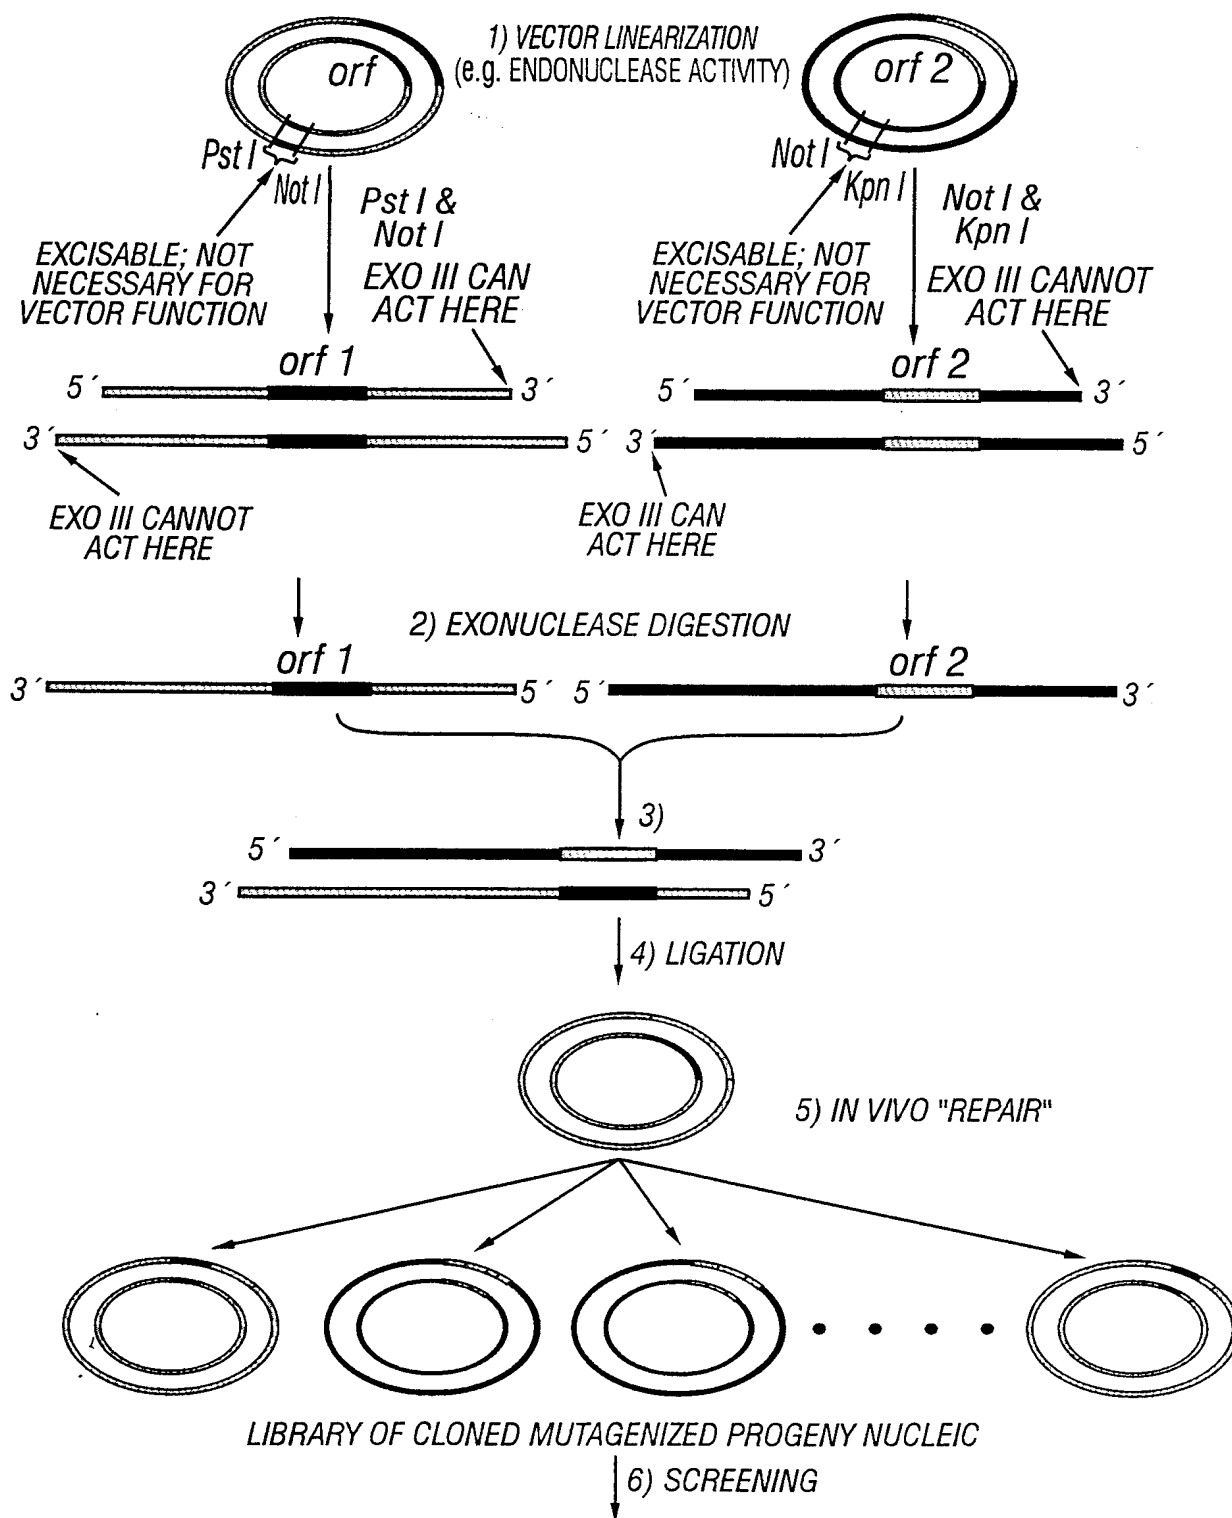 1) VECTOR LINEARIZATION
(e.g. ENDONUCLEASE ACTIVITY)
orf
Pst I
Not I
Pst I &
Not I
EXCISABLE; NOT
NECESSARY FOR
VECTOR FUNCTION
EXO III CAN
ACT HERE
orf 1
5´
3´
3´
5´
EXO III CANNOT
ACT HERE
orf 2
Not I
Kpn I
Not I &
Kpn I
EXCISABLE; NOT
NECESSARY FOR
VECTOR FUNCTION
EXO III CANNOT
ACT HERE
orf 2
5´
3´
3´
5´
EXO III CAN
ACT HERE
2) EXONUCLEASE DIGESTION
orf 1
3´
5´
orf 2
5´
3´
3)
5´
3´
3´
5´
4) LIGATION
5) IN VIVO "REPAIR"
LIBRARY OF CLONED MUTAGENIZED PROGENY NUCLEIC
6) SCREENING